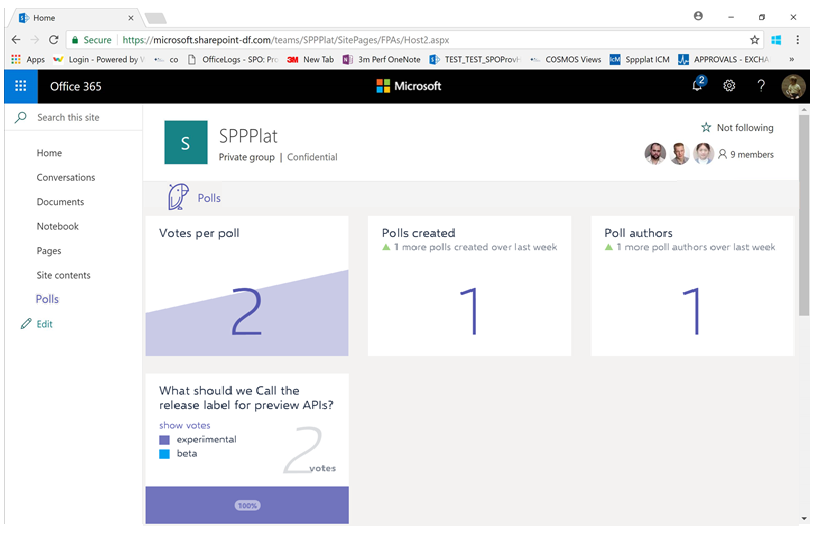 Home
Secure https://microsoft.sharepoint-df.com/teams/SPPPlat/SitePages/FPAs/Host2.aspx
Apps Login - Powered by co OfficeLogs - SPO: Pro 3M New Tab 3m Perf OneNote TEST_TEST_SPOProvi COSMOS Views IcM Sppplat ICM APPROVALS - EXCHA »
Office 365 Microsoft 2 ?
Search this site
Home
Conversations
Documents
Notebook
Pages
Site contents
Polls
Edit
S
SPPPlat
Private group | Confidential
Not following
9 members
Polls
Votes per poll
2
Polls created
1 more polls created over last week
1
Poll authors
1 more poll authors over last week
1
What should we Call the
release label for preview APIs?
show votes
experimental
beta
2
votes
100%